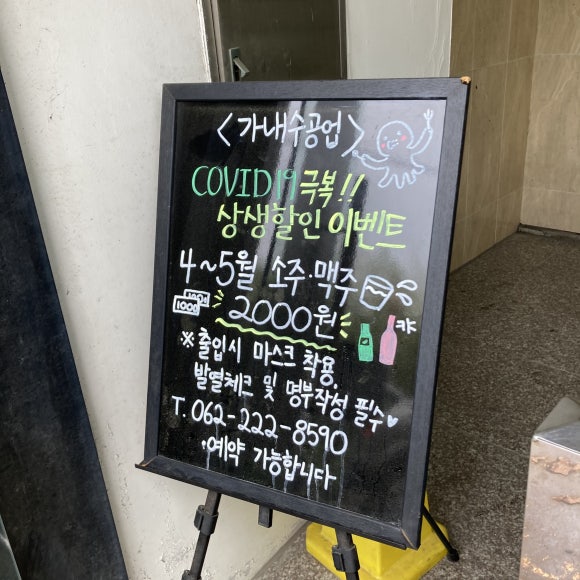 <가내수공업>
COVID19 극복!!
상생할인 이벤트
4~5월 소주·맥주
1000
2000원
캬
※ 출입시 마스크 착용.
발열체크 및 명부작성 필수♥
T. 062-222-8590
·예약 가능합니다